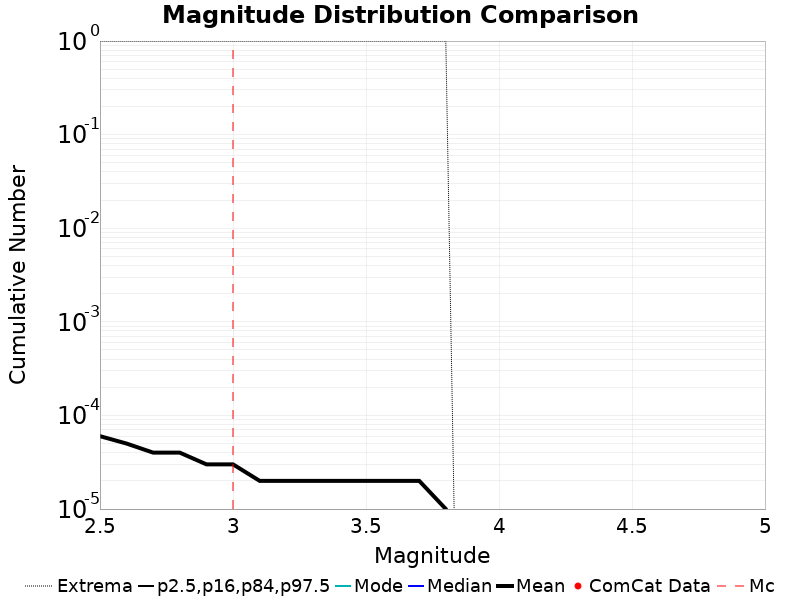 Magnitude Distribution Comparison
10^0
10^-1
10^-2
10^-3
10^-4
10^-5
Cumulative Number
2.5 3 3.5 4 4.5 5
Magnitude
Extrema p2.5,p16,p84,p97.5 Mode Median Mean ComCat Data Mc